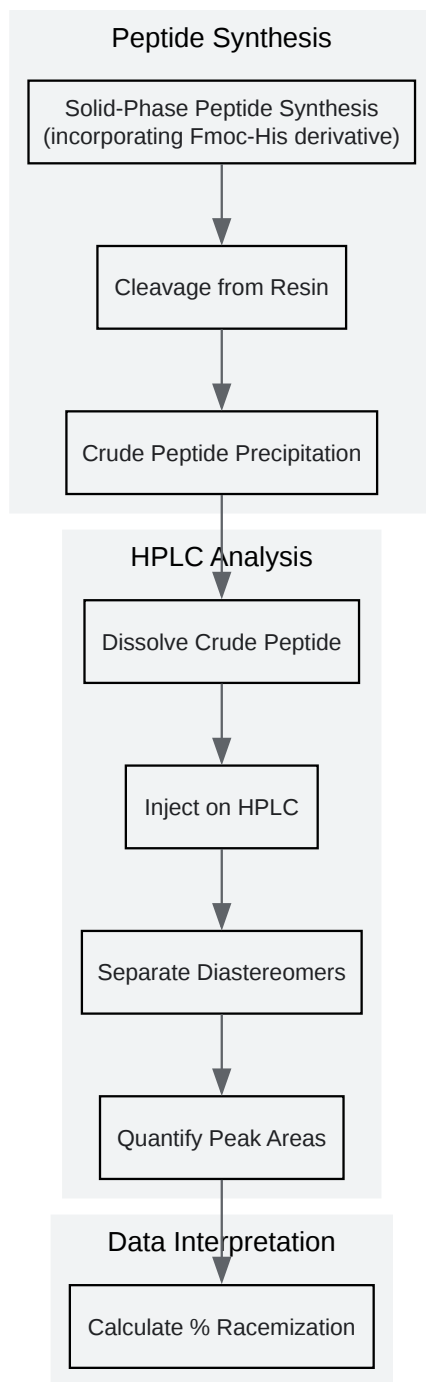 Peptide Synthesis
Solid-Phase Peptide Synthesis
(incorporating Fmoc-His derivative)
Cleavage from Resin
Crude Peptide Precipitation
HPLC Analysis
Dissolve Crude Peptide
Inject on HPLC
Separate Diastereomers
Quantify Peak Areas
Data Interpretation
Calculate % Racemization